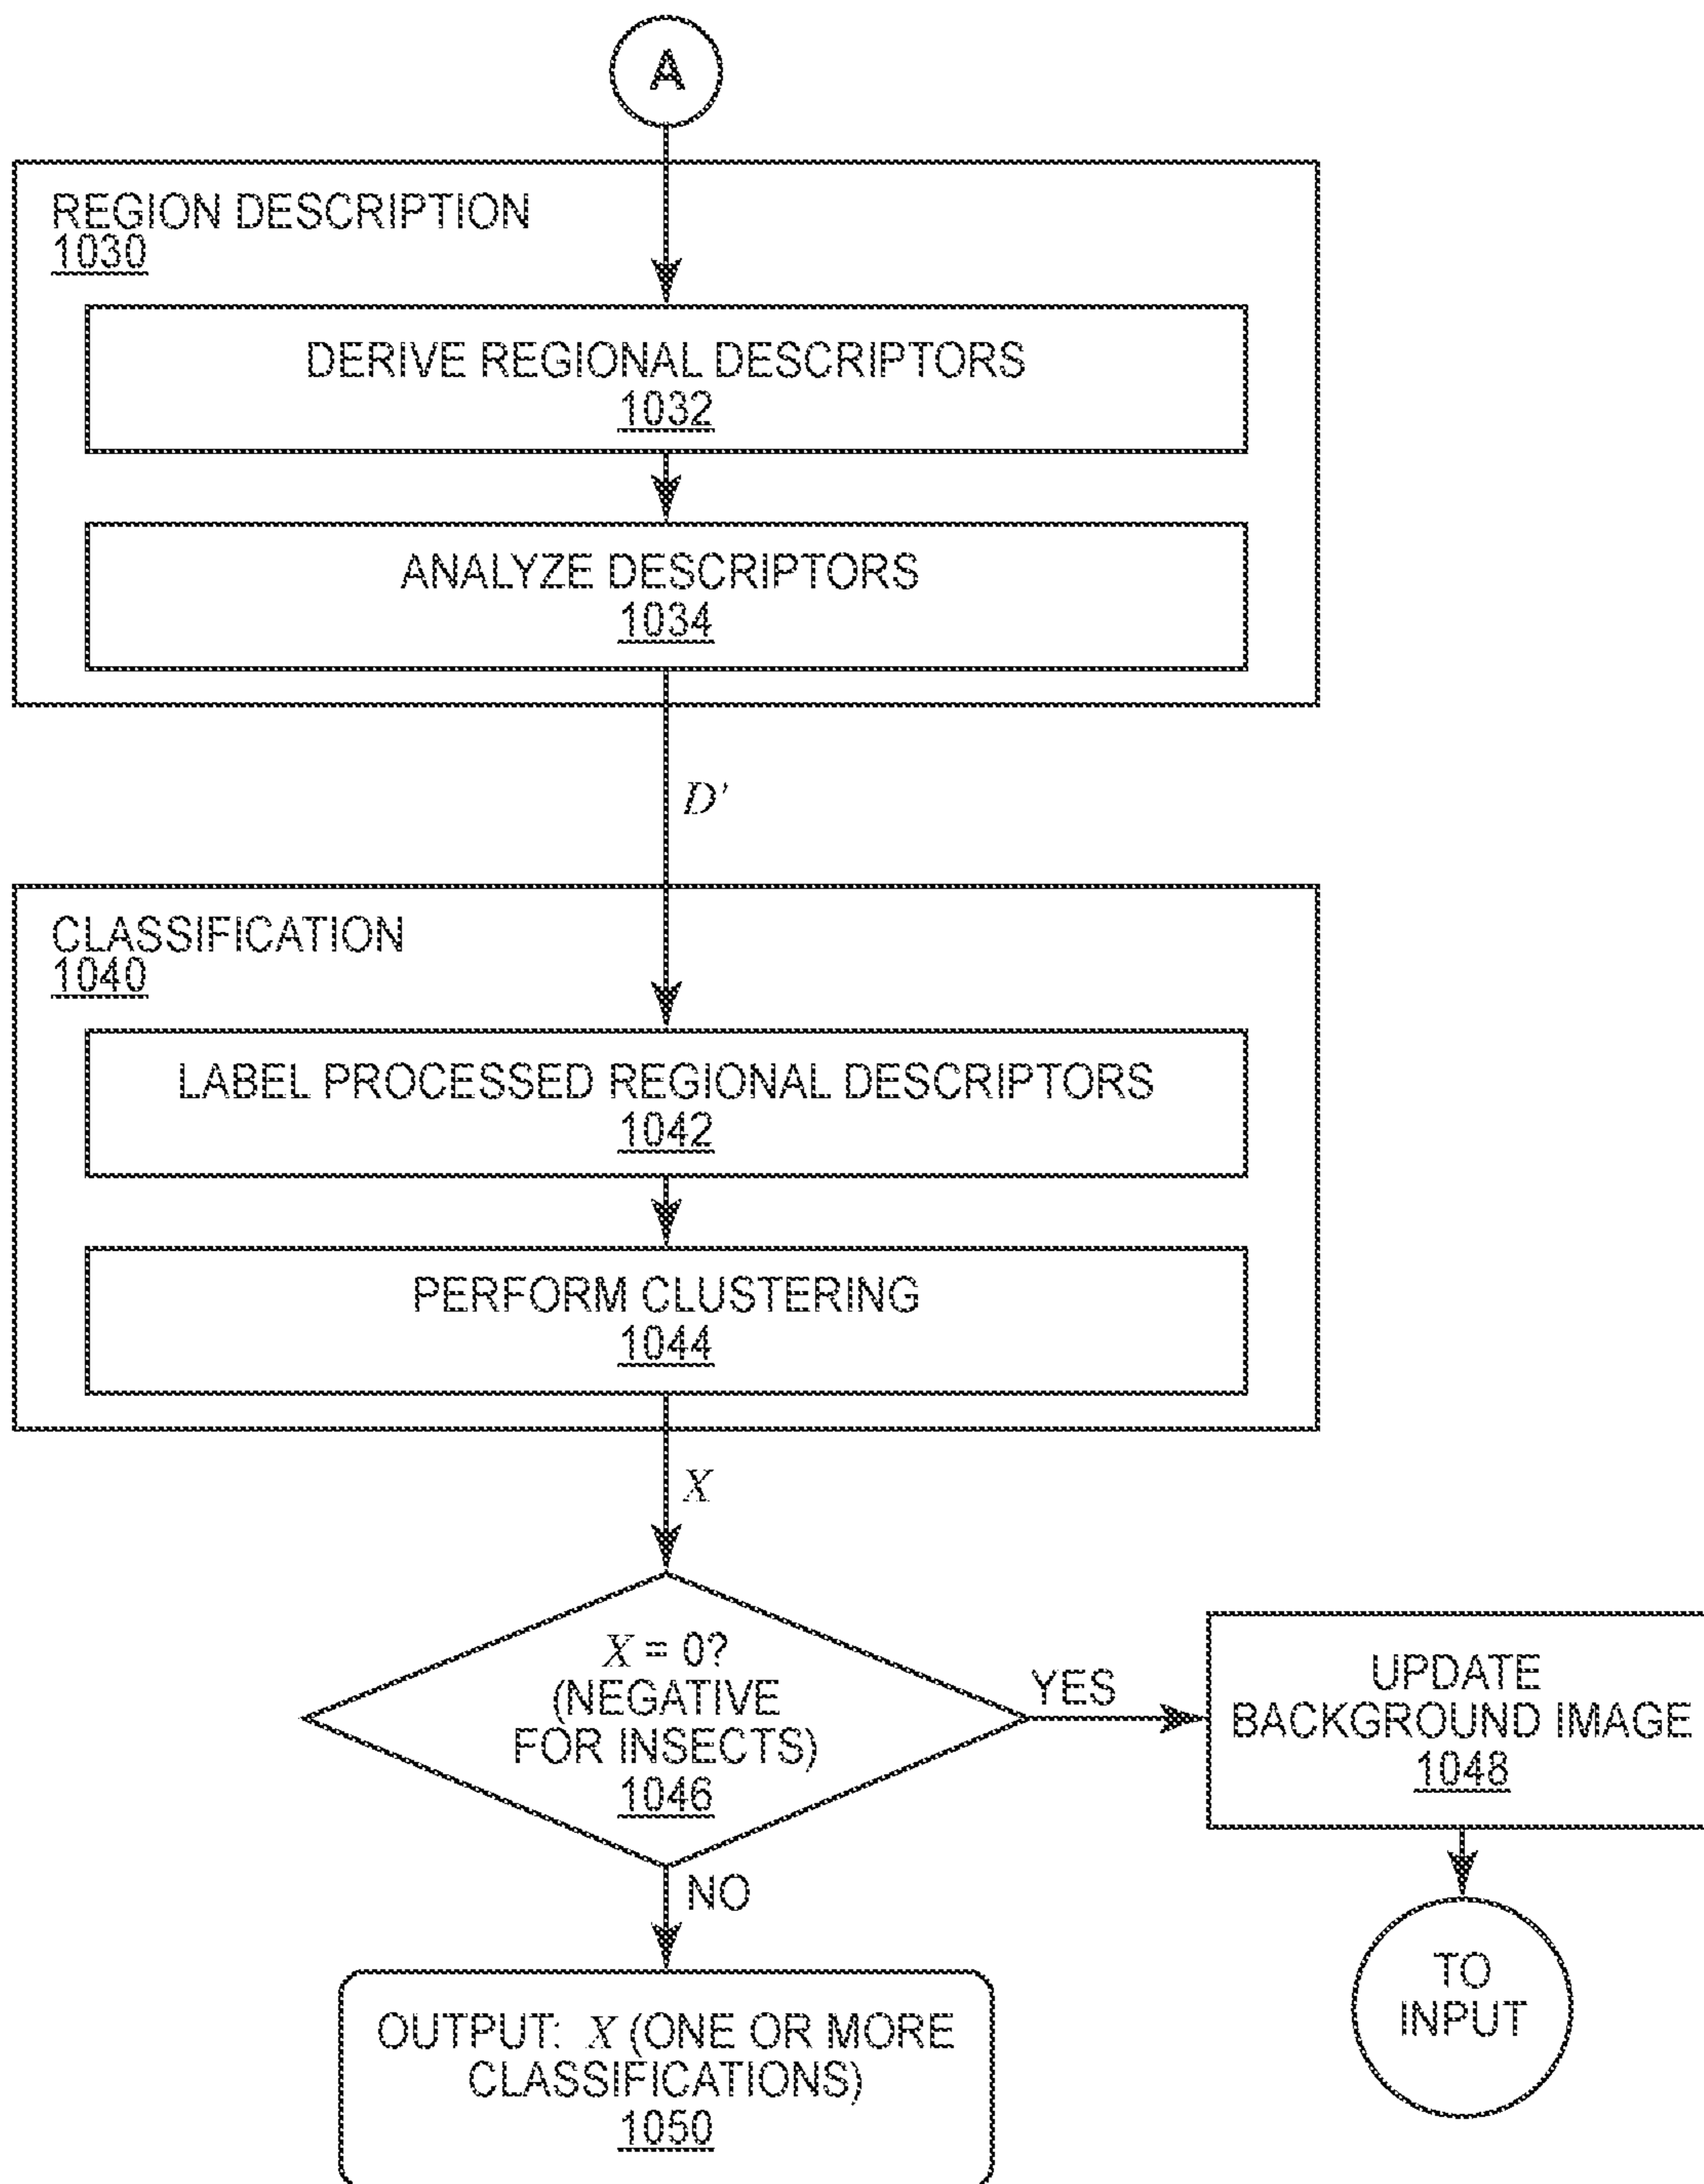 A
REGION DESCRIPTION
1030
DERIVE REGIONAL DESCRIPTORS
1032
ANALYZE DESCRIPTORS
1034
D'
CLASSIFICATION
1040
LABEL PROCESSED REGIONAL DESCRIPTORS
1042
PERFORM CLUSTERING
1044
X
X = 0?
(NEGATIVE
FOR INSECTS)
1046
YES
UPDATE
BACKGROUND IMAGE
1048
NO
TO
INPUT
OUTPUT: X (ONE OR MORE
CLASSIFICATIONS)
1050